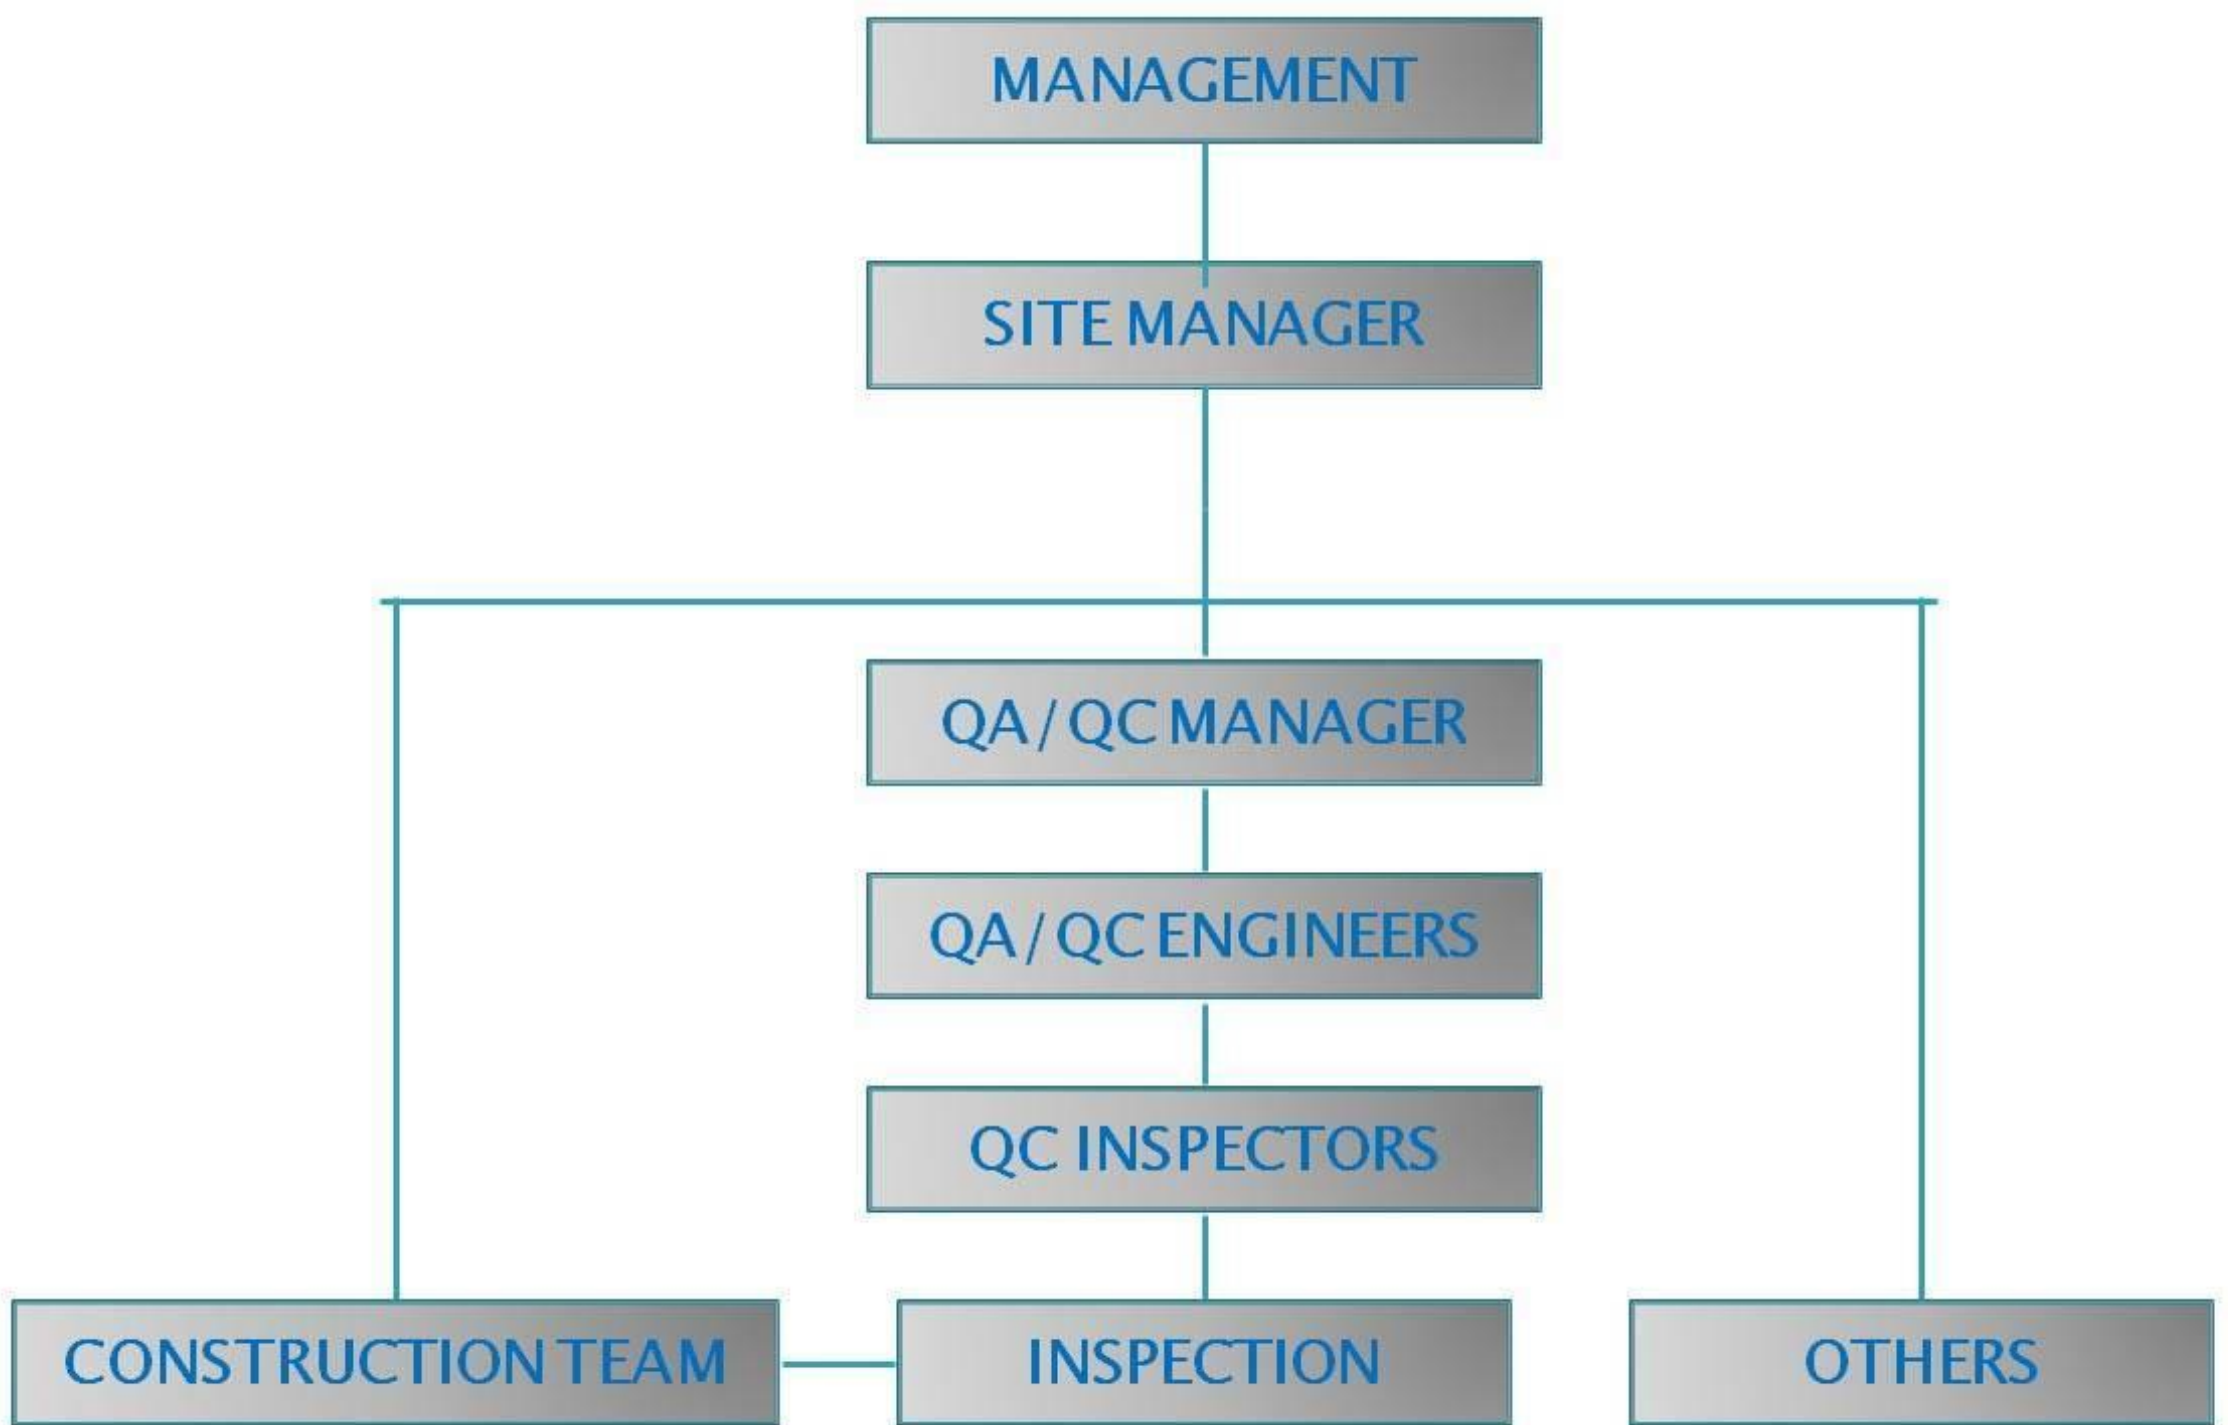 MANAGEMENT
SITE MANAGER
QA / QC MANAGER
QA / QC ENGINEERS
QC INSPECTORS
CONSTRUCTION TEAM
INSPECTION
OTHERS